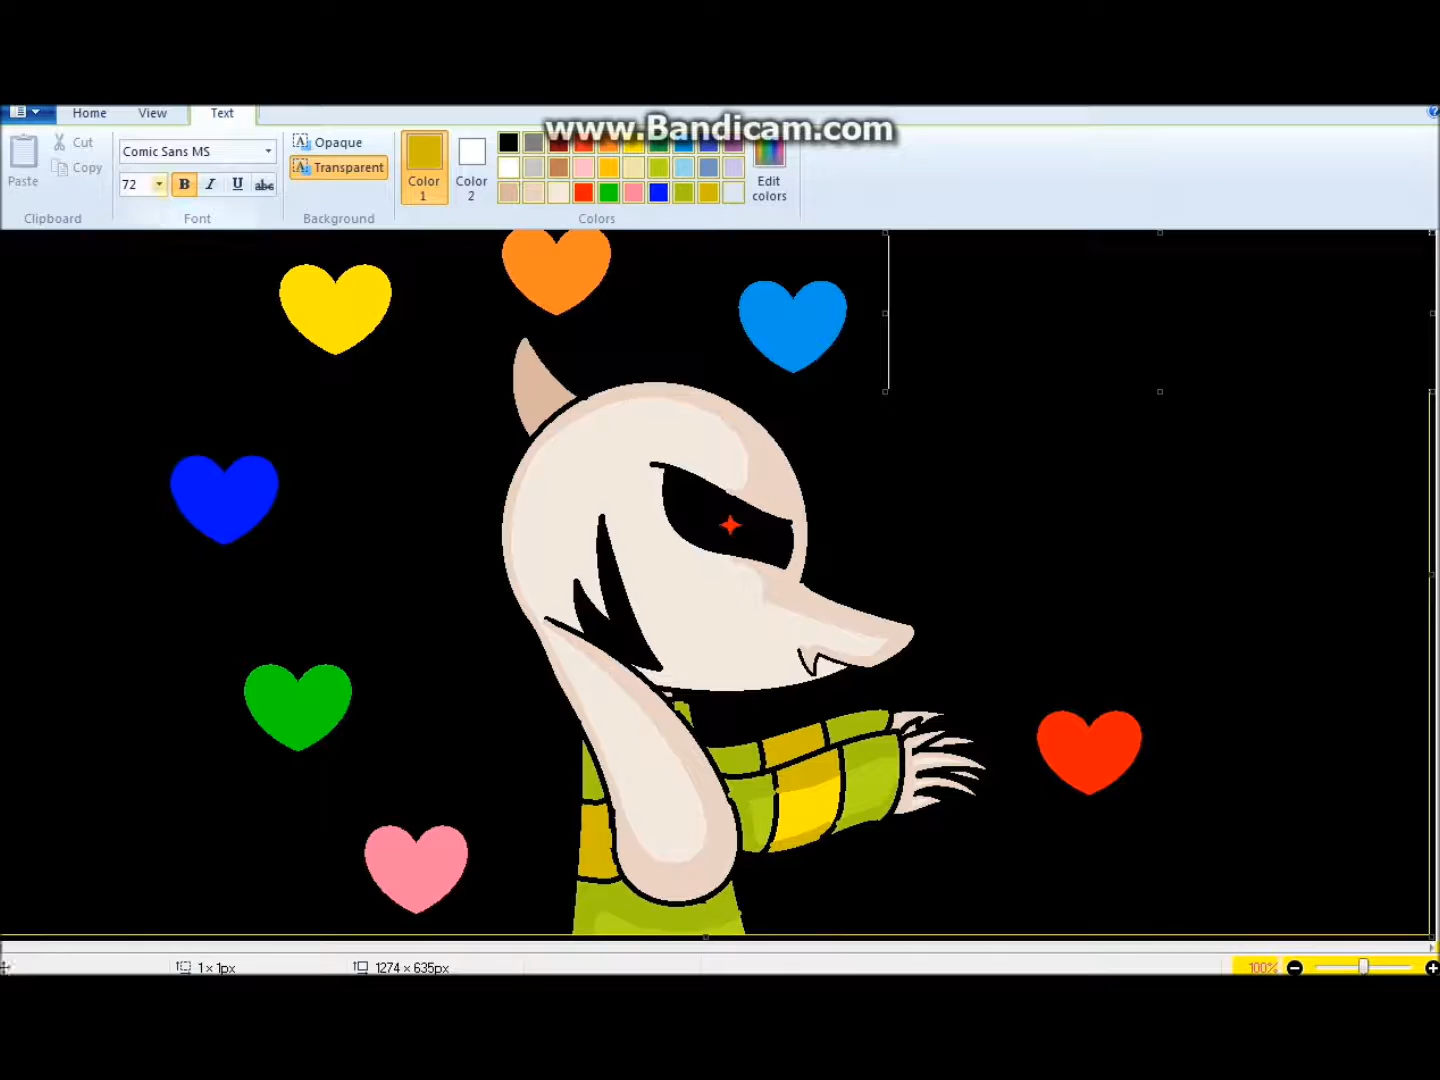 www.Bandicam.com
Home View Text
Cut
Copy
Paste
Clipboard
Comic Sans MS
72 B I U abc
Font
Opaque
Transparent
Background
Color 1
Color 2
Edit colors
Colors
1 × 1px
1274 × 635px
100%